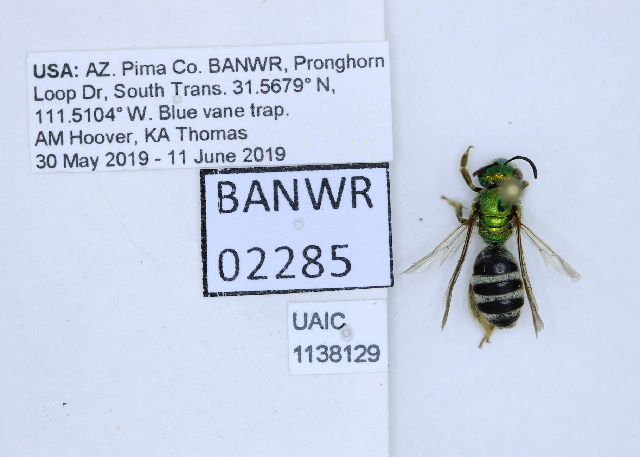 USA: AZ. Pima Co. BANWR, Pronghorn
Loop Dr, South Trans. 31.5679° N,
111.5104° W. Blue vane trap.
AM Hoover, KA Thomas
30 May 2019 - 11 June 2019
BANWR
02285
UAIC
1138129